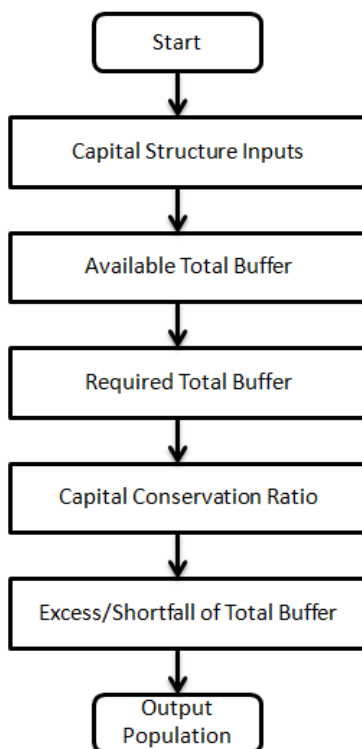 Start
Capital Structure Inputs
Available Total Buffer
Required Total Buffer
Capital Conservation Ratio
Excess/Shortfall of Total Buffer
Output
Population